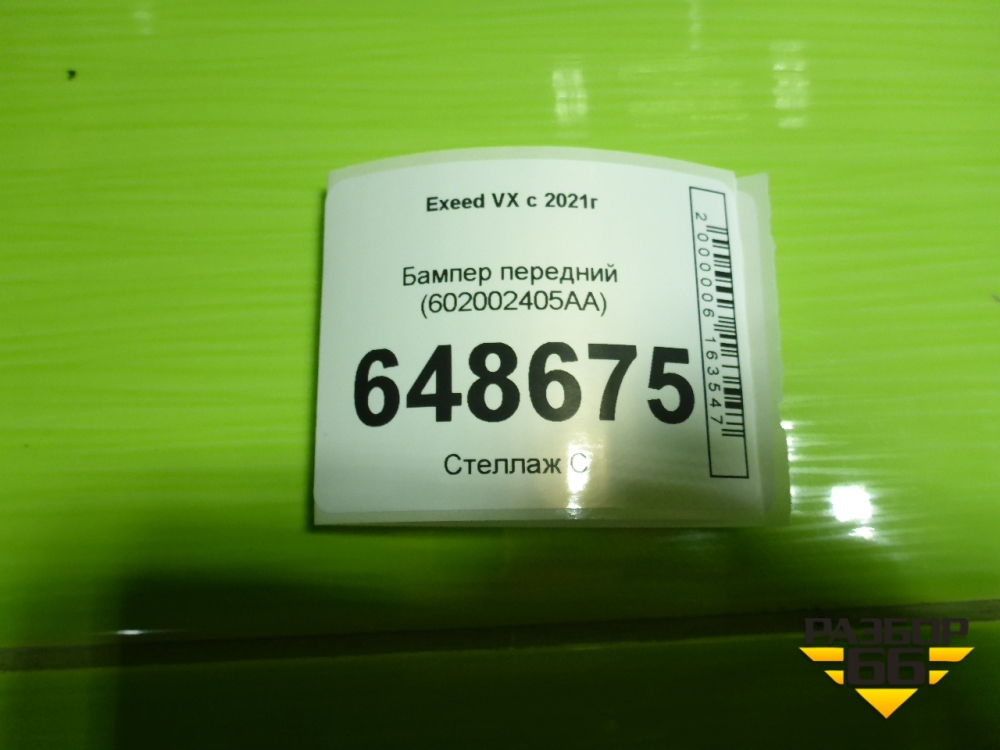 Exeed VX с 2021г
Бампер передний
(602002405AA)
648675
Стеллаж С
2000006163547
РАЗБОР
66